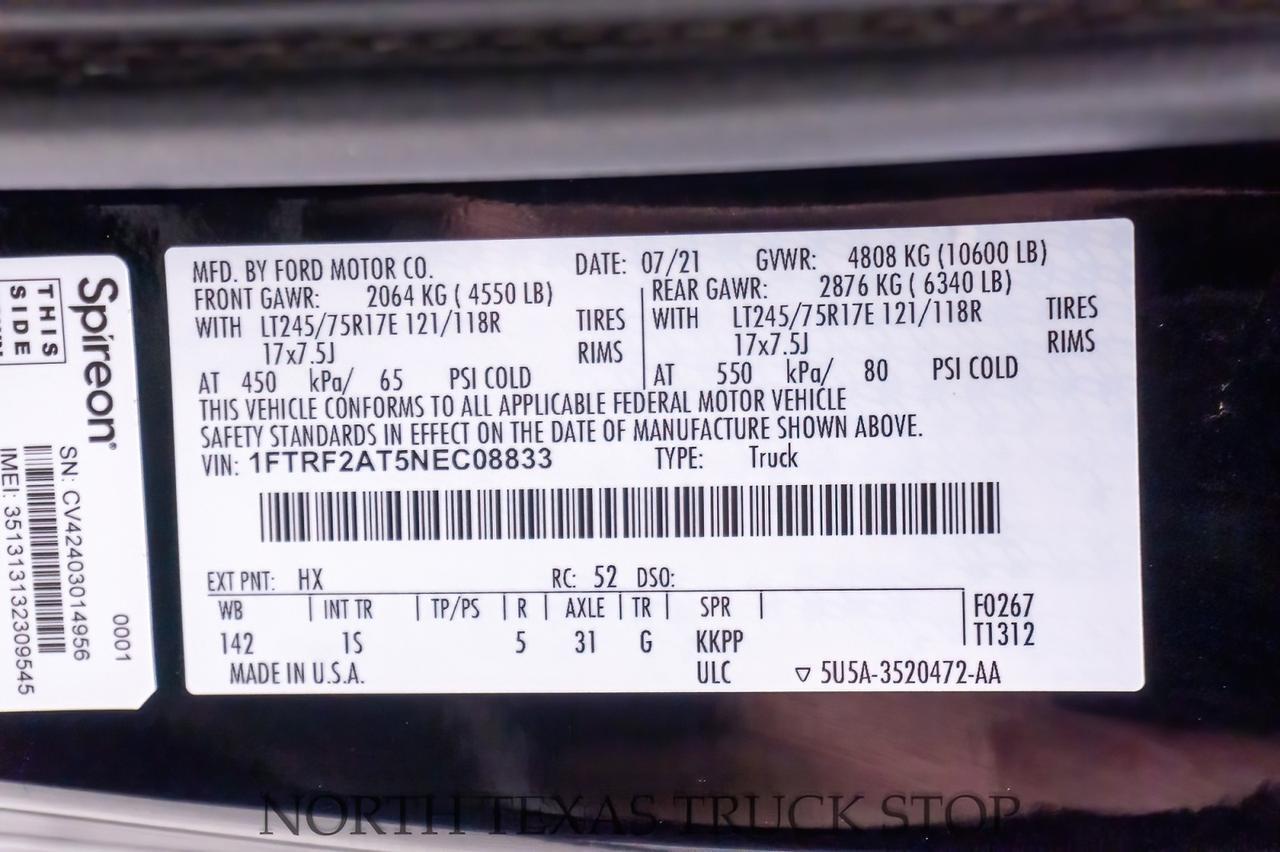 MFD. BY FORD MOTOR CO. DATE: 07/21 GVWR: 4808 KG (10600 LB)
FRONT GAWR: 2064 KG ( 4550 LB) REAR GAWR: 2876 KG ( 6340 LB)
WITH LT245/75R17E 121/118R TIRES WITH LT245/75R17E 121/118R TIRES
17x7.5J RIMS 17x7.5J RIMS
AT 450 kPa/ 65 PSI COLD AT 550 kPa/ 80 PSI COLD
THIS VEHICLE CONFORMS TO ALL APPLICABLE FEDERAL MOTOR VEHICLE
SAFETY STANDARDS IN EFFECT ON THE DATE OF MANUFACTURE SHOWN ABOVE.
VIN: 1FTRF2AT5NEC08833 TYPE: Truck
EXT PNT: HX RC: 52 DSO:
WB INT TR TP/PS R AXLE TR SPR F0267
142 1S 5 31 G KKPP T1312
MADE IN U.S.A. ULC ▽ 5U5A-3520472-AA
Spireon®
THIS
SIDE
SN: CV42403014956
0001
IMEI: 351313132309545
NORTH TEXAS TRUCK STOP